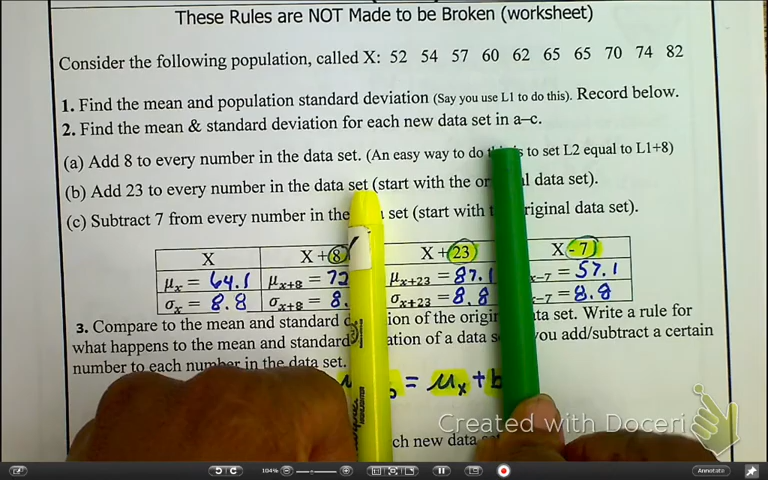 These Rules are NOT Made to be Broken (worksheet)
Consider the following population, called X: 52 54 57 60 62 65 65 70 74 82
1. Find the mean and population standard deviation (Say you use L1 to do this). Record below.
2. Find the mean & standard deviation for each new data set in a–c.
(a) Add 8 to every number in the data set. (An easy way to do is to set L2 equal to L1+8)
(b) Add 23 to every number in the data set (start with the data set).
(c) Subtract 7 from every number in the set (start with original data set).
X X + 8 X + 23 X - 7
μx = 64.1 μx+8 = 72 μx+23 = 87.1 x–7 = 57.1
σx = 8.8 σx+8 = 8. σx+23 = 8.8 x–7 = 8.8
3. Compare to the mean and standard of the data set. Write a rule for
what happens to the mean and standard of a data you add/subtract a certain
number to each number in the data set.
= μx + b
ch new data
Created with Doceri
104%
Annotate